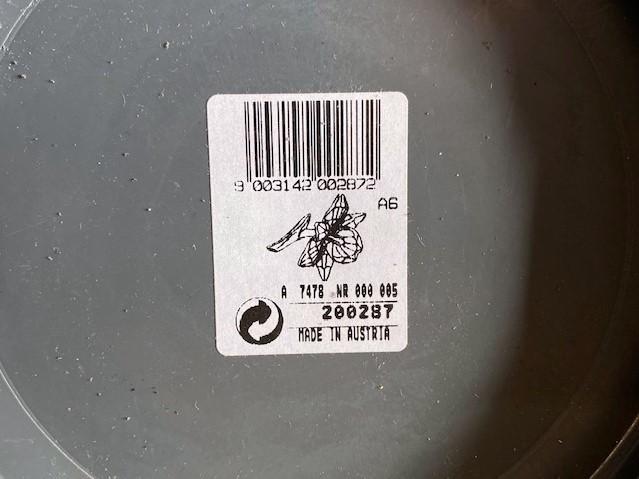 9 003142 002872
A6
A 7478 NR 000 005
200287
MADE IN AUSTRIA